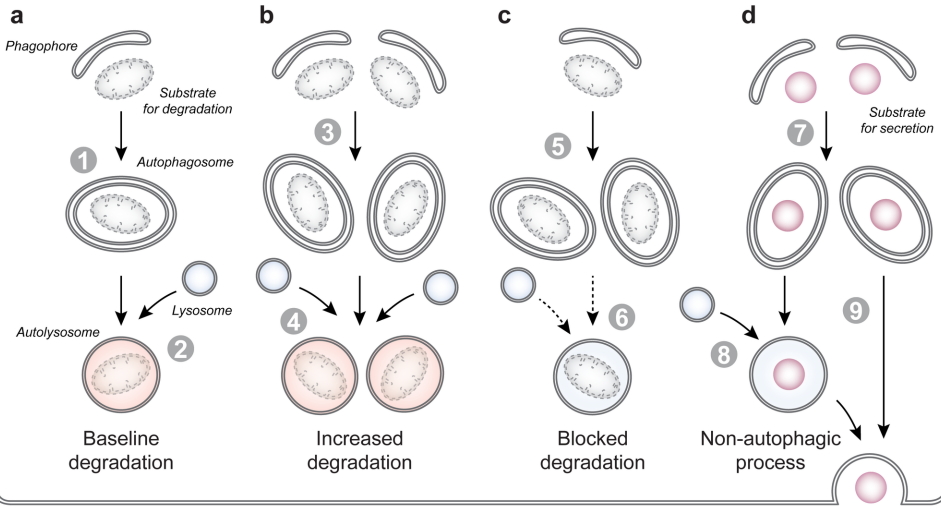 a
Phagophore
Substrate
for degradation
1
Autophagosome
Lysosome
Autolysosome
2
Baseline
degradation
b
3
4
Increased
degradation
c
5
6
Blocked
degradation
d
Substrate
for secretion
7
8
9
Non-autophagic
process